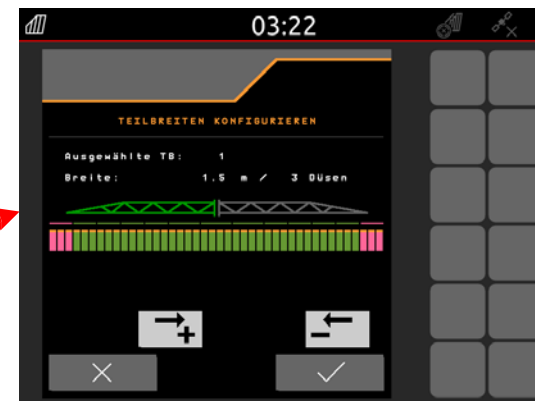 03:22
TEILBREITEN KONFIGURIEREN
Ausgewählte TB: 1
Breite: 1.5 m / 3 Düsen